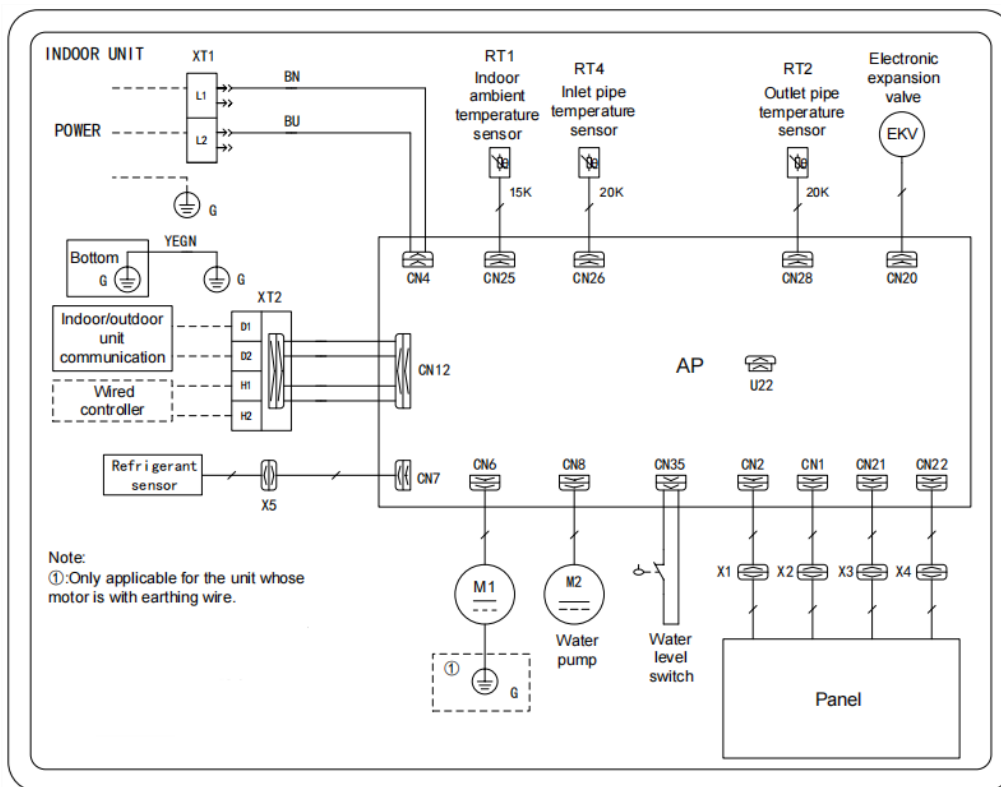 INDOOR UNIT
XT1
L1
L2
BN
BU
POWER
G
RT1
Indoor
ambient
temperature
sensor
15K
RT4
Inlet pipe
temperature
sensor
20K
RT2
Outlet pipe
temperature
sensor
20K
Electronic
expansion
valve
EKV
YEGN
Bottom
G
G
CN4
CN25
CN26
CN28
CN20
XT2
Indoor/outdoor
unit
communication
D1
D2
H1
H2
Wired
controller
CN12
AP
U22
Refrigerant
sensor
X5
CN7
CN6
CN8
CN35
CN2
CN1
CN21
CN22
Note:
①:Only applicable for the unit whose
motor is with earthing wire.
M1
M2
X1
X2
X3
X4
Water
pump
Water
level
switch
①
G
Panel